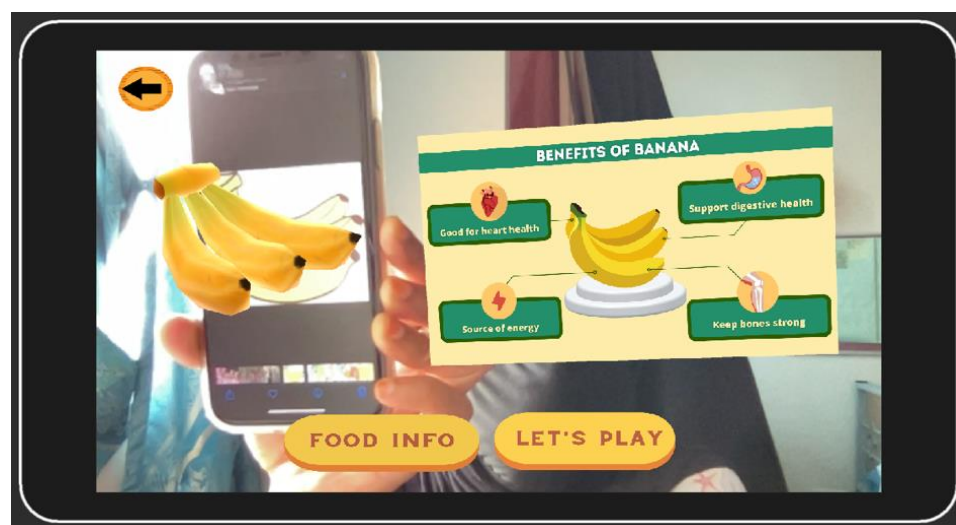 BENEFITS OF BANANA
Good for heart health
Support digestive health
Source of energy
Keep bones strong
FOOD INFO
LET'S PLAY